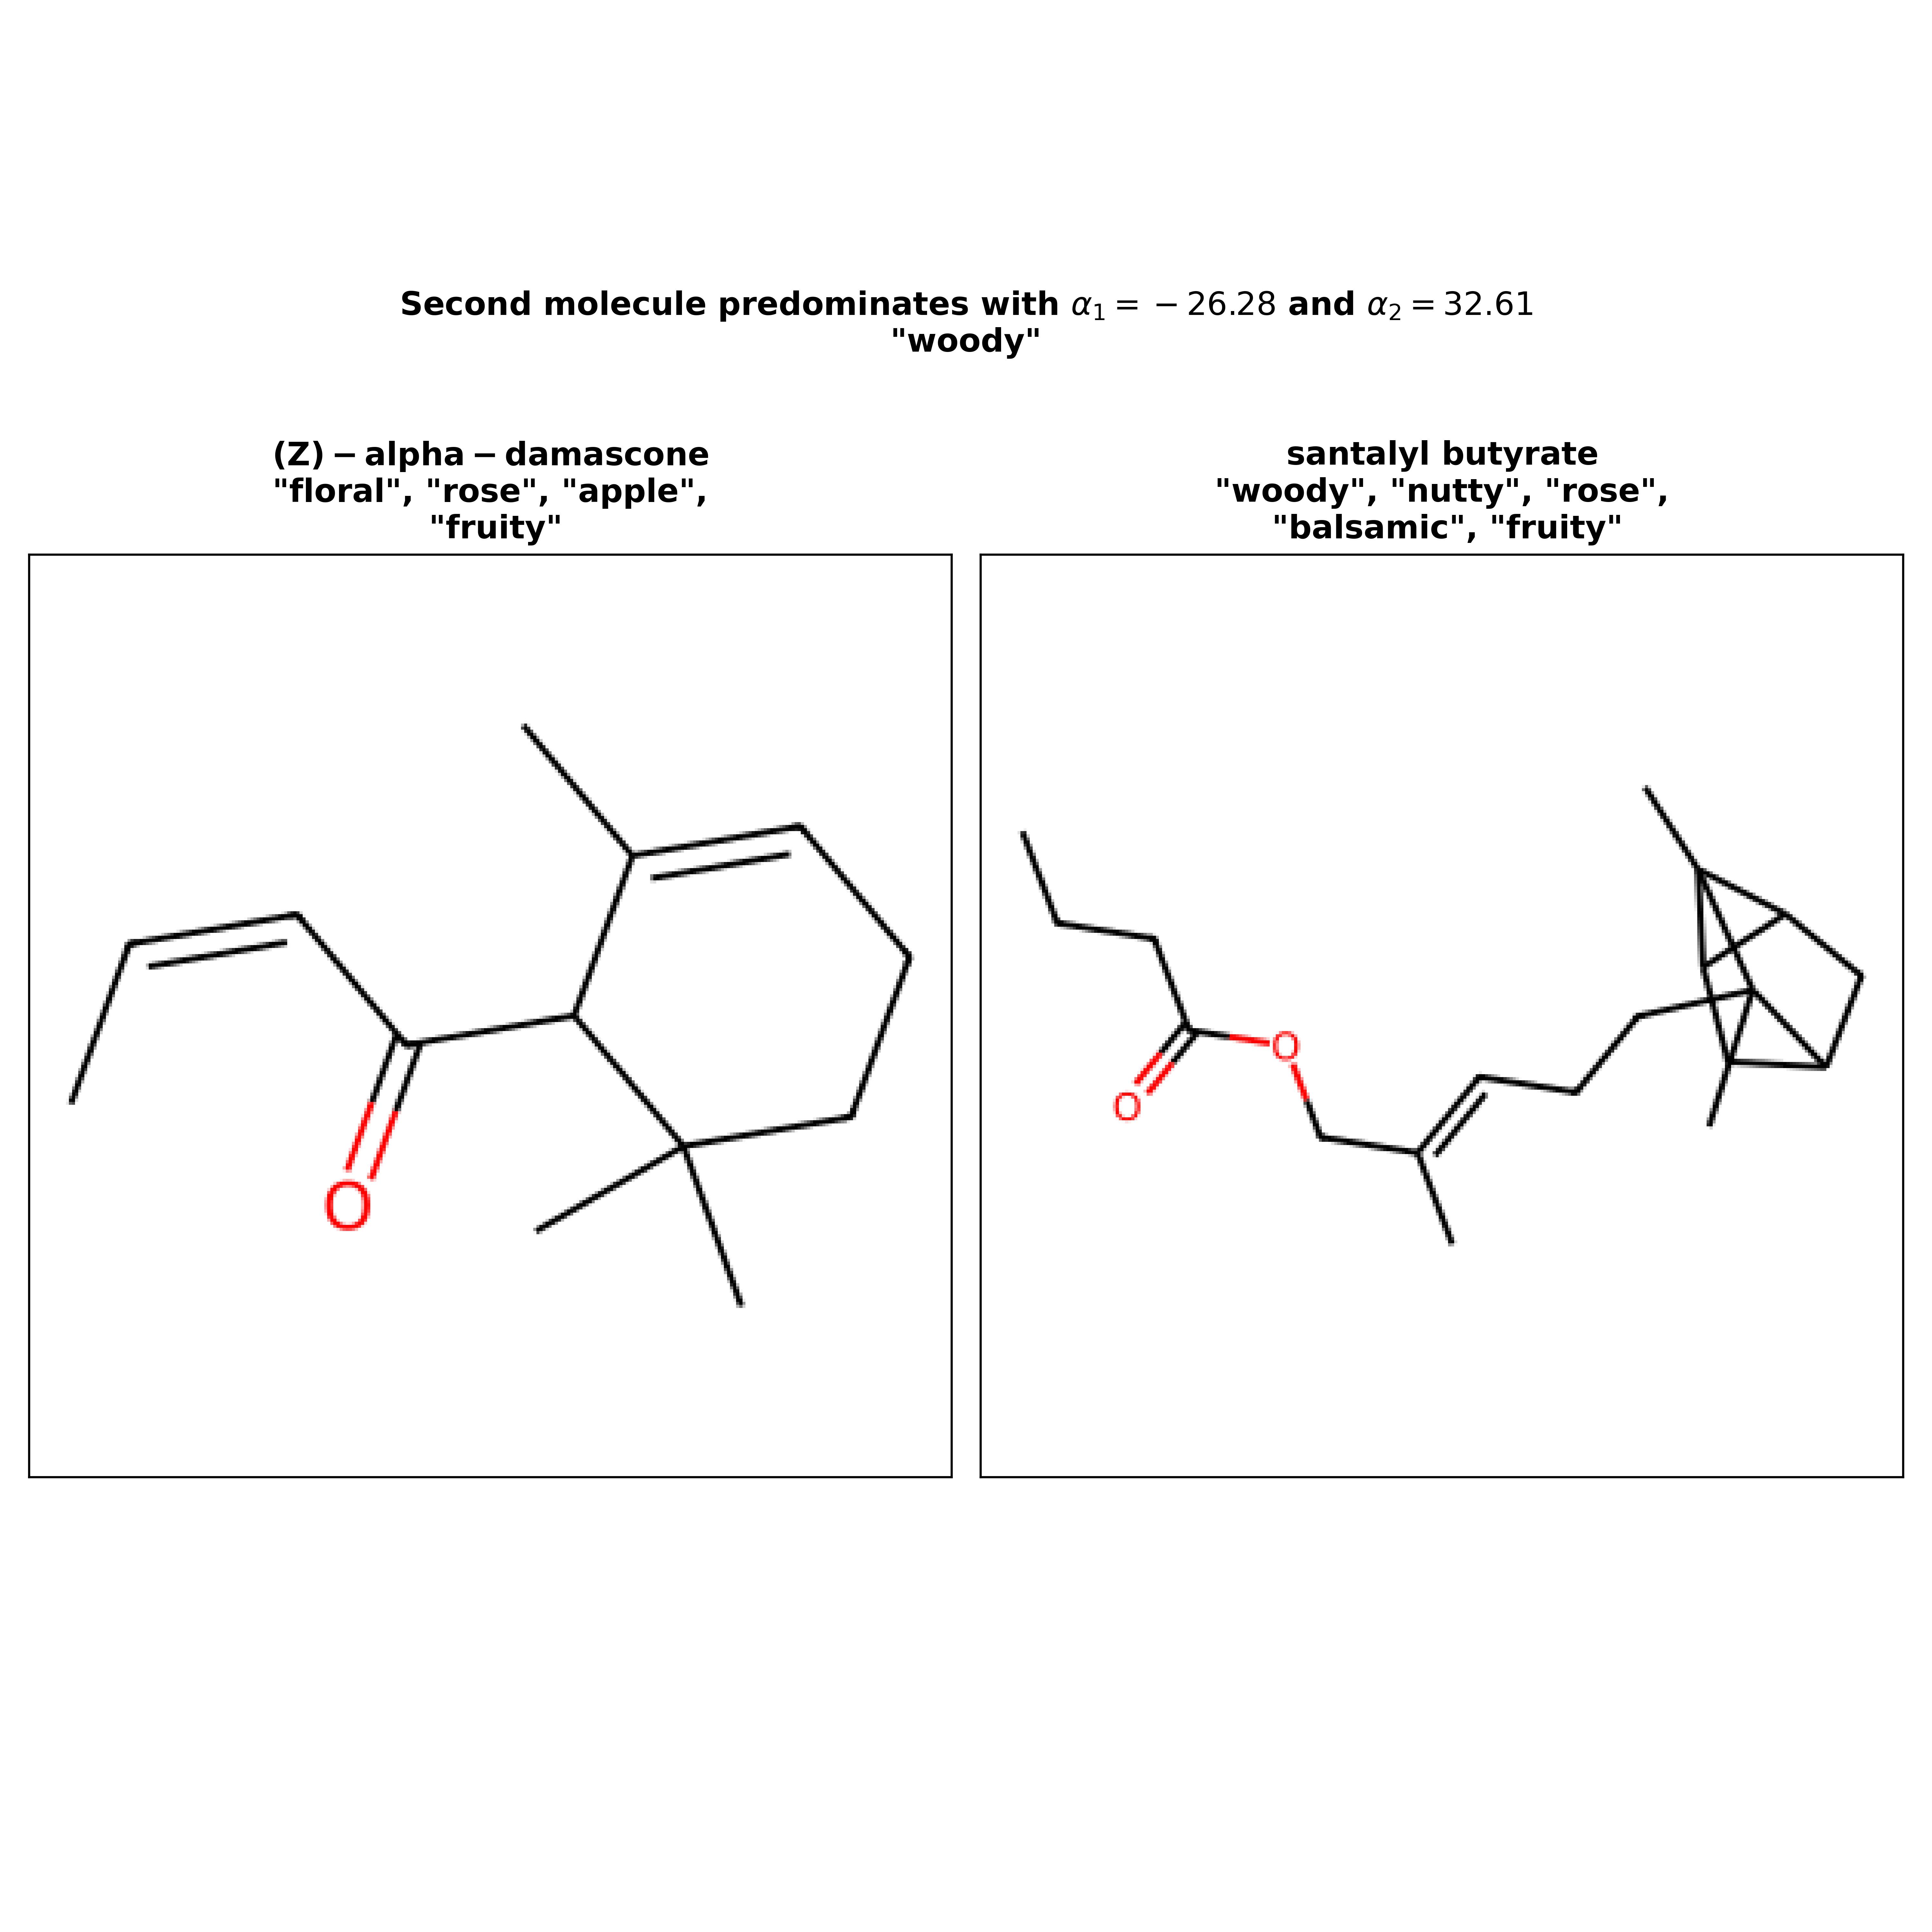 Second molecule predominates with α₁ = − 26.28 and α₂ = 32.61
"woody"
(Z) − alpha − damascone
"floral", "rose", "apple",
"fruity"
santalyl butyrate
"woody", "nutty", "rose",
"balsamic", "fruity"
O
O
O